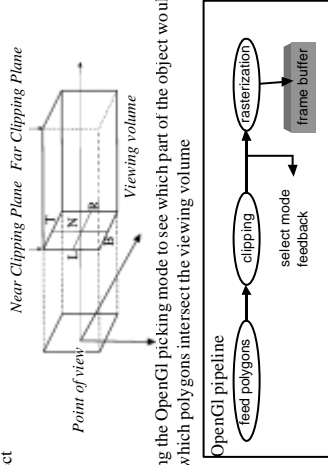 ct
Near Clipping Plane Far Clipping Plane
T
N
R
L
B
Point of view
Viewing volume
ng the OpenGl picking mode to see which part of the object woul
which polygons intersect the viewing volume
OpenGl pipeline
feed polygons
clipping
rasterization
select mode
feedback
frame buffer